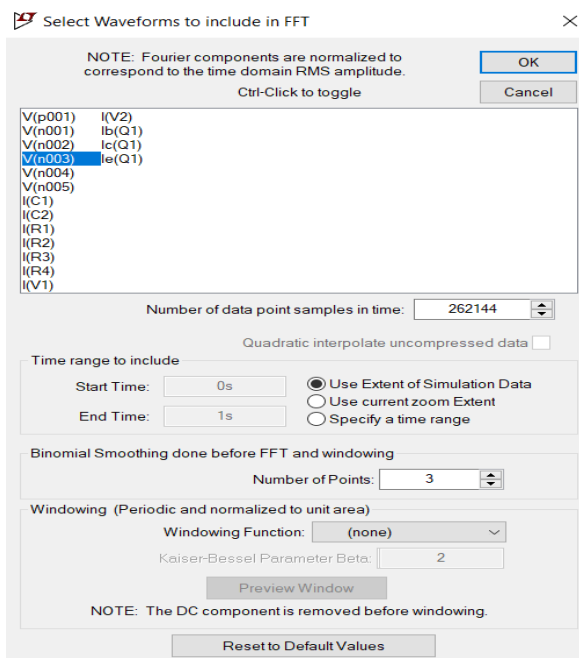 Select Waveforms to include in FFT
NOTE: Fourier components are normalized to
correspond to the time domain RMS amplitude.
OK
Ctrl-Click to toggle
Cancel
V(p001) I(V2)
V(n001) Ib(Q1)
V(n002) Ic(Q1)
V(n003) Ie(Q1)
V(n004)
V(n005)
I(C1)
I(C2)
I(R1)
I(R2)
I(R3)
I(R4)
I(V1)
Number of data point samples in time: 262144
Quadratic interpolate uncompressed data
Time range to include
Start Time: 0s
End Time: 1s
Use Extent of Simulation Data
Use current zoom Extent
Specify a time range
Binomial Smoothing done before FFT and windowing
Number of Points: 3
Windowing (Periodic and normalized to unit area)
Windowing Function: (none)
Kaiser-Bessel Parameter Beta: 2
Preview Window
NOTE: The DC component is removed before windowing.
Reset to Default Values